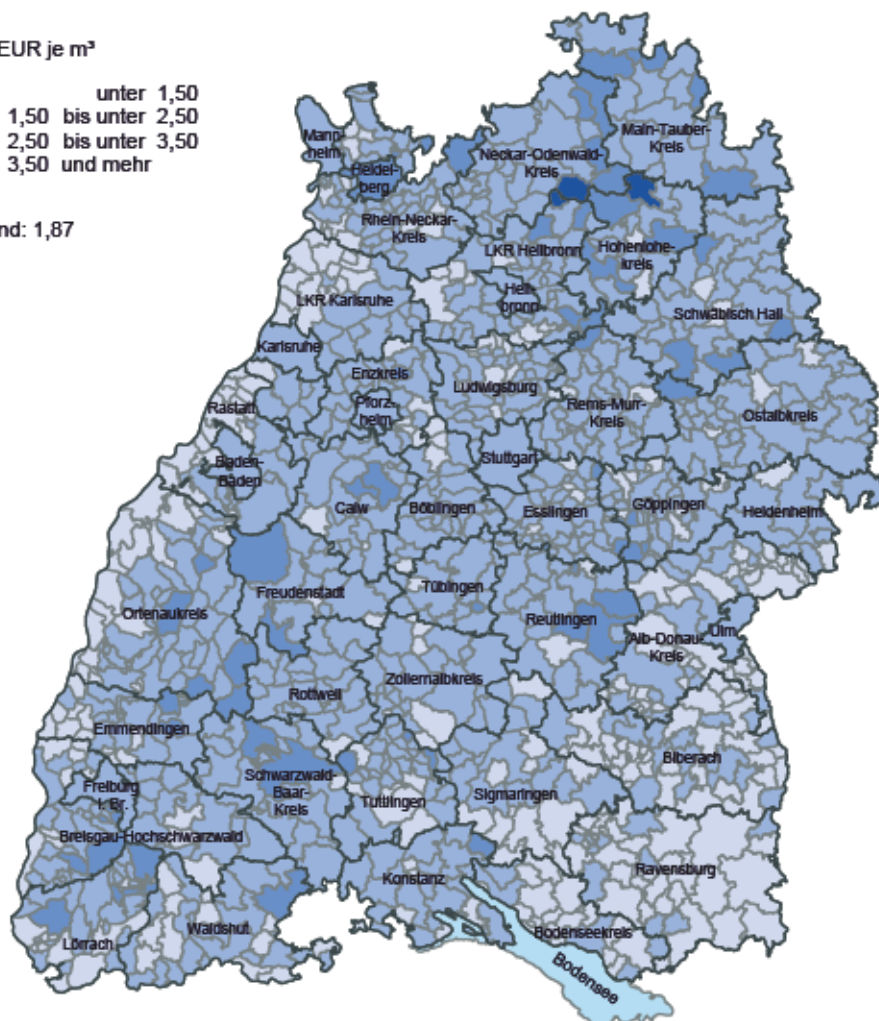 EUR je m³
unter 1,50
1,50 bis unter 2,50
2,50 bis unter 3,50
3,50 und mehr
nd: 1,87
Mann-
heim
Heidel-
berg
Neckar-Odenwald-
Kreis
Main-Tauber-
Kreis
Rhein-Neckar-
Kreis
LKR Heilbronn
Hohenlohe-
kreis
Heil-
bronn
LKR Karlsruhe
Schwäbisch Hall
Karlsruhe
Enzkreis
Ludwigsburg
Pforz-
heim
Rems-Murr-
Kreis
Ostalbkreis
Rastatt
Baden-
Baden
Stuttgart
Calw
Böblingen
Esslingen
Göppingen
Heidenheim
Freudenstadt
Tübingen
Ortenaukreis
Reutlingen
Alb-Donau-
Kreis
Ulm
Rottweil
Zollernalbkreis
Emmendingen
Biberach
Freiburg
i. Br.
Schwarzwald-
Baar-
Kreis
Tuttlingen
Sigmaringen
Breisgau-Hochschwarzwald
Ravensburg
Konstanz
Lörrach
Waldshut
Bodenseekreis
Bodensee